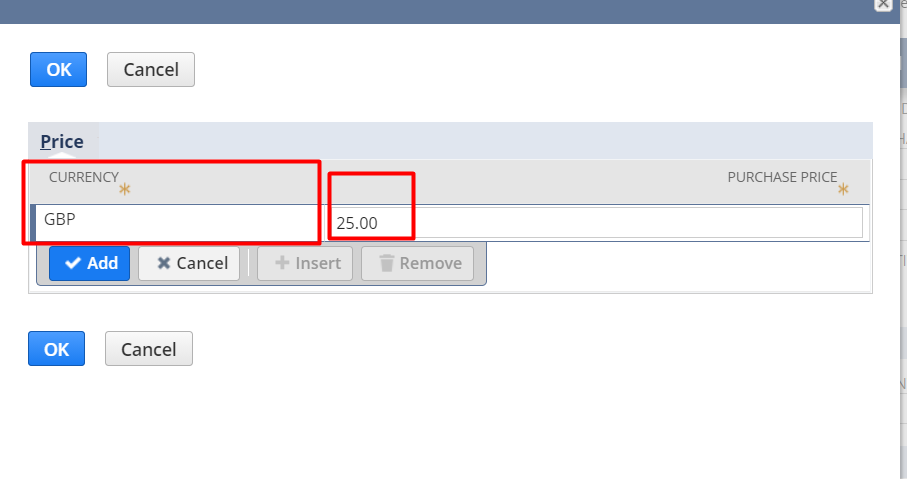 OK Cancel
Price
CURRENCY PURCHASE PRICE
GBP 25.00
Add Cancel Insert Remove
OK Cancel